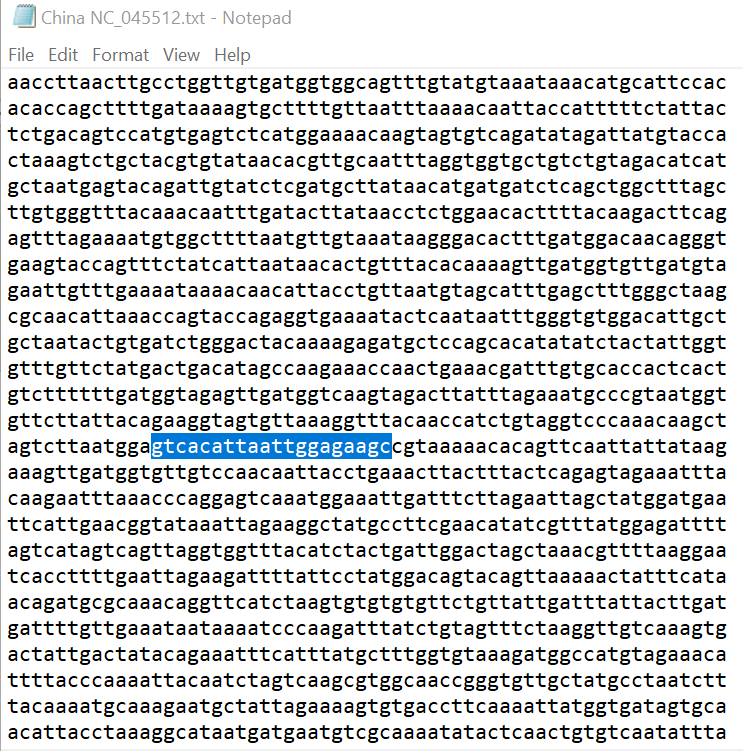 China NC_045512.txt - Notepad
File Edit Format View Help
aaccttaacttgcctggttgtgatggtggcagtttgtatgtaaataaacatgcattccac
acaccagcttttgataaaagtgcttttgttaatttaaaacaattaccatttttctattac
tctgacagtccatgtgagtctcatggaaaacaagtagtgtcagatatagattatgtacca
ctaaagtctgctacgtgtataacacgttgcaatttaggtggtgctgtctgtagacatcat
gctaatgagtacagattgtatctcgatgcttataacatgatgatctcagctggctttagc
ttgtgggtttacaaacaatttgatacttataacctctggaacacttttacaagacttcag
agtttagaaaatgtggcttttaatgttgtaaataagggacactttgatggacaacagggt
gaagtaccagtttctatcattaataacactgtttacacaaaagttgatggtgttgatgta
gaattgtttgaaaataaaacaacattacctgttaatgtagcatttgagctttgggctaag
cgcaacattaaaccagtaccagaggtgaaaatactcaataatttgggtgtggacattgct
gctaatactgtgatctgggactacaaaagagatgctccagcacatatatctactattggt
gtttgttctatgactgacatagccaagaaaccaactgaaacgatttgtgcaccactcact
gtcttttttgatggtagagttgatggtcaagtagacttatttagaaatgcccgtaatggt
gttcttattacagaaggtagtgttaaaggtttacaaccatctgtaggtcccaaacaagct
agtcttaatggagtcacattaattggagaagccgtaaaaacacagttcaattattataag
aaagttgatggtgttgtccaacaattacctgaaacttactttactcagagtagaaattta
caagaatttaaacccaggagtcaaatggaaattgatttcttagaattagctatggatgaa
ttcattgaacggtataaattagaaggctatgccttcgaacatatcgtttatggagatttt
agtcatagtcagttaggtggtttacatctactgattggactagctaaacgttttaaggaa
tcaccttttgaattagaagattttattcctatggacagtacagttaaaaactatttcata
acagatgcgcaaacaggttcatctaagtgtgtgtgttctgttattgatttattacttgat
gattttgttgaaataataaaatcccaagatttatctgtagtttctaaggttgtcaaagtg
actattgactatacagaaatttcatttatgctttggtgtaaagatggccatgtagaaaca
ttttacccaaaattacaatctagtcaagcgtggcaaccgggtgttgctatgcctaatcttt
tacaaaatgcaaagaatgctattagaaaagtgtgaccttcaaaattatggtgatagtgca
acattacctaaaggcataatgatgaatgtcgcaaaatatactcaactgtgtcaatattta